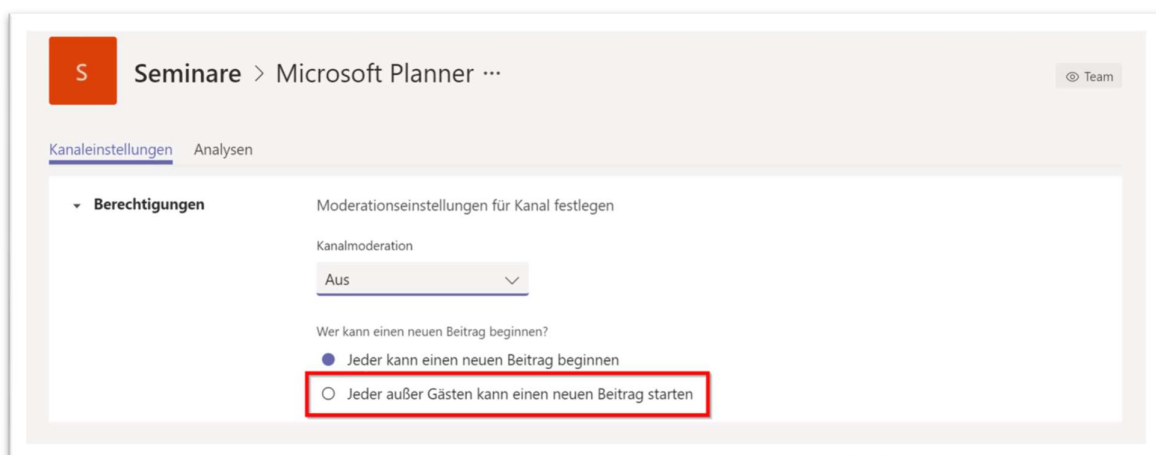 S
Seminare > Microsoft Planner ···
Team
Kanaleinstellungen Analysen
Berechtigungen
Moderationseinstellungen für Kanal festlegen
Kanalmoderation
Aus
Wer kann einen neuen Beitrag beginnen?
Jeder kann einen neuen Beitrag beginnen
Jeder außer Gästen kann einen neuen Beitrag starten